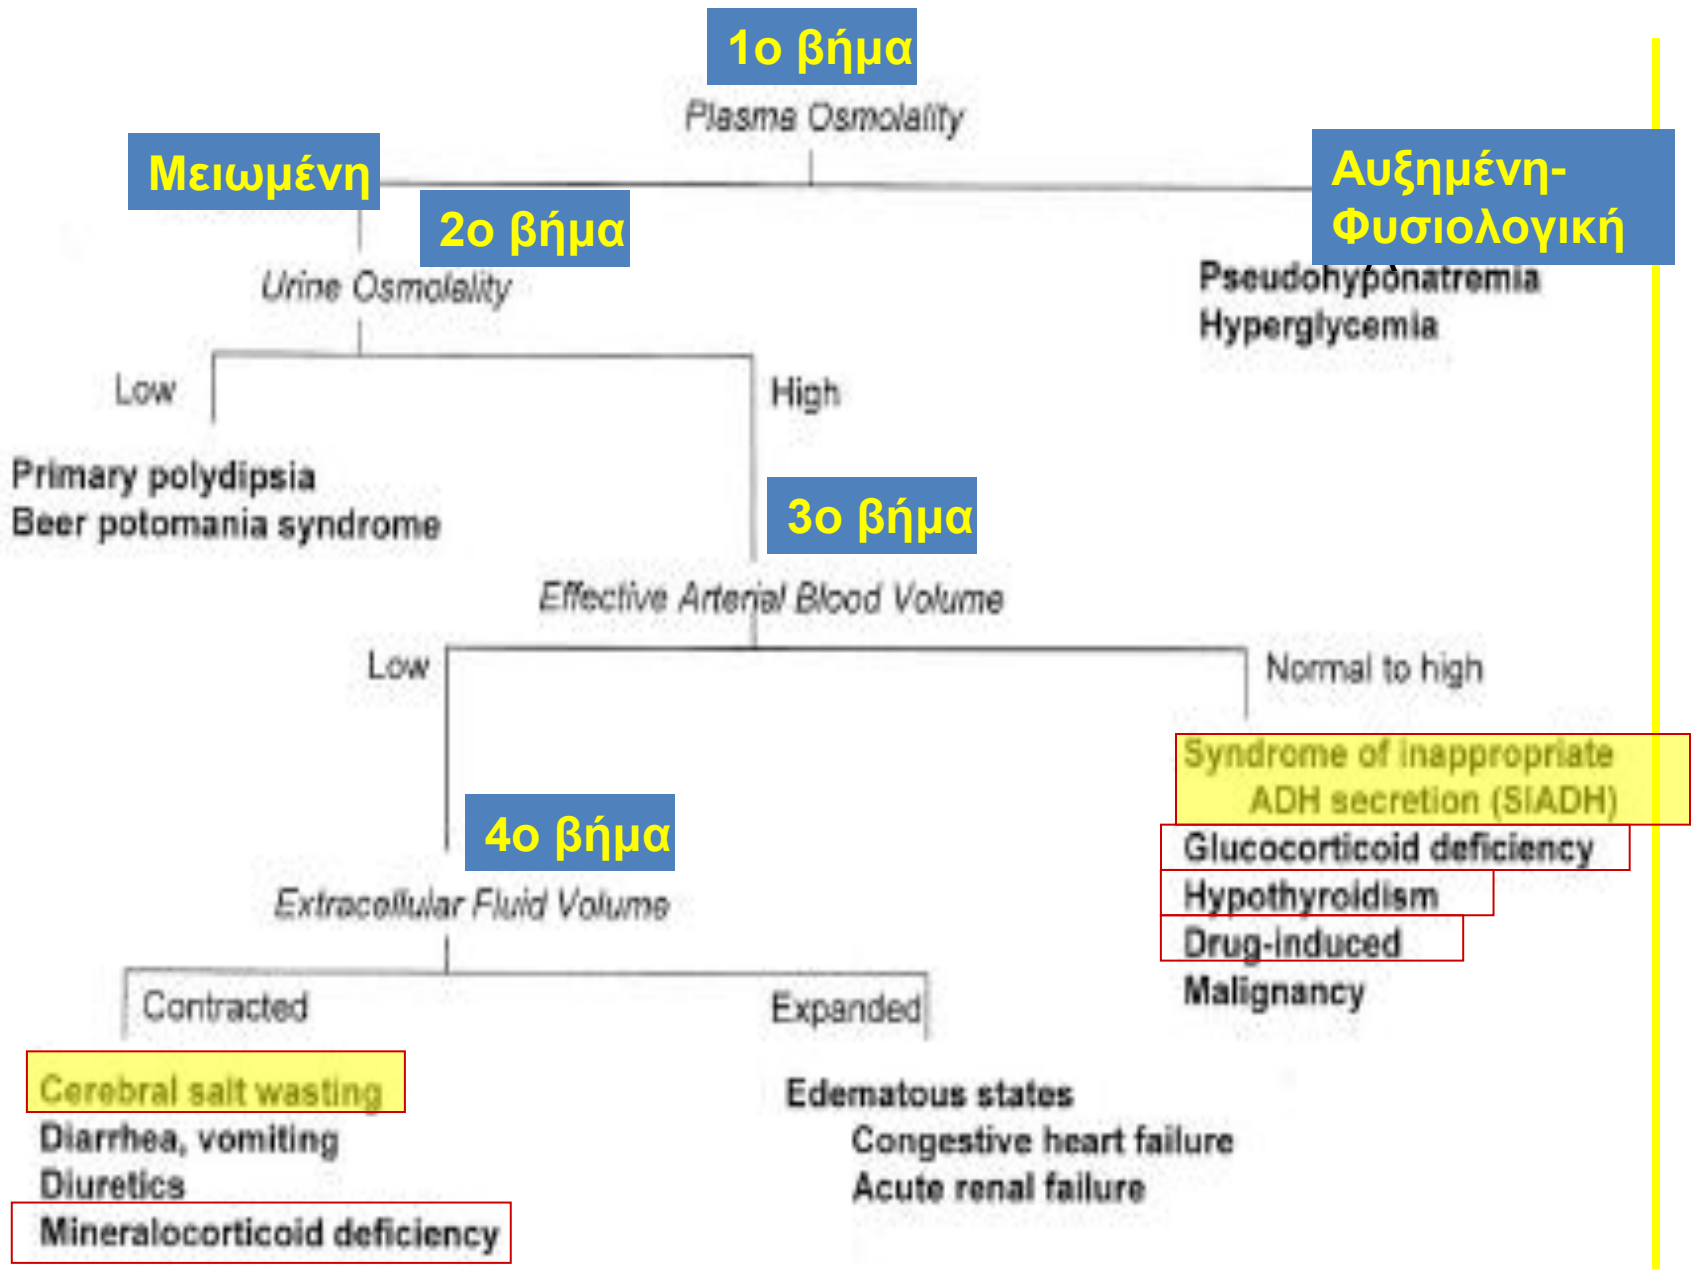 1ο βήμα
Plasma Osmolality
Μειωμένη
Αυξημένη-
Φυσιολογική
2ο βήμα
Urine Osmolality
Pseudohyponatremia
Hyperglycemia
Low
High
Primary polydipsia
Beer potomania syndrome
3ο βήμα
Effective Arterial Blood Volume
Low
Normal to high
Syndrome of inappropriate
ADH secretion (SIADH)
Glucocorticoid deficiency
Hypothyroidism
Drug-induced
Malignancy
4ο βήμα
Extracellular Fluid Volume
Contracted
Expanded
Cerebral salt wasting
Diarrhea, vomiting
Diuretics
Mineralocorticoid deficiency
Edematous states
Congestive heart failure
Acute renal failure